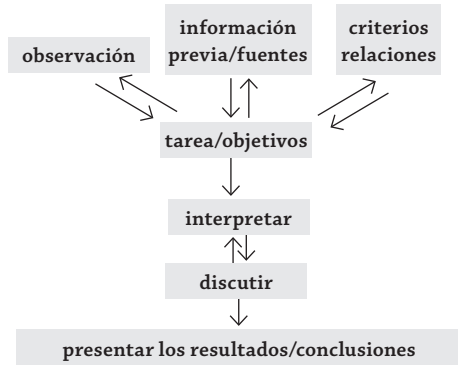 observación
información
previa/fuentes
criterios
relaciones
tarea/objetivos
interpretar
discutir
presentar los resultados/conclusiones